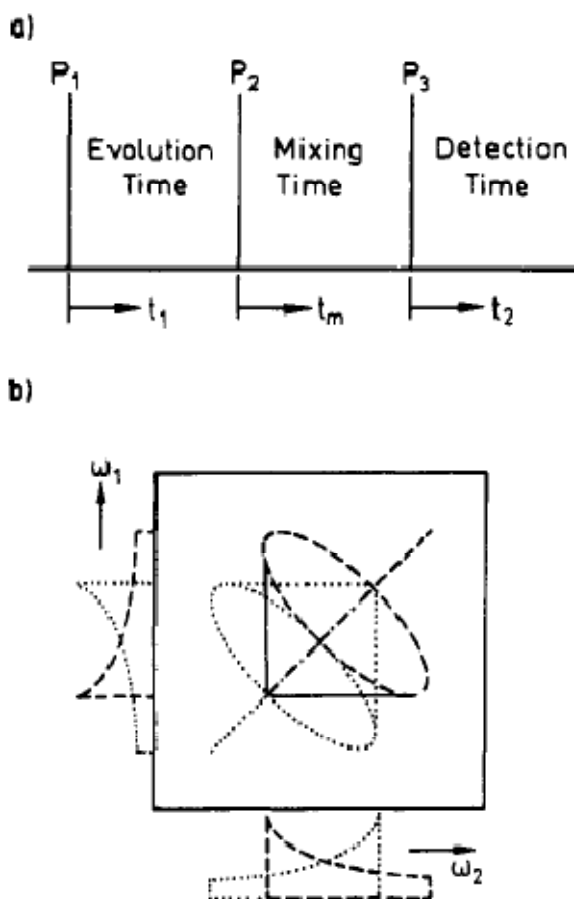 a)
P₁ P₂ P₃
Evolution Mixing Detection
Time Time Time
t₁ tₘ t₂
b)
ω₁
ω₂